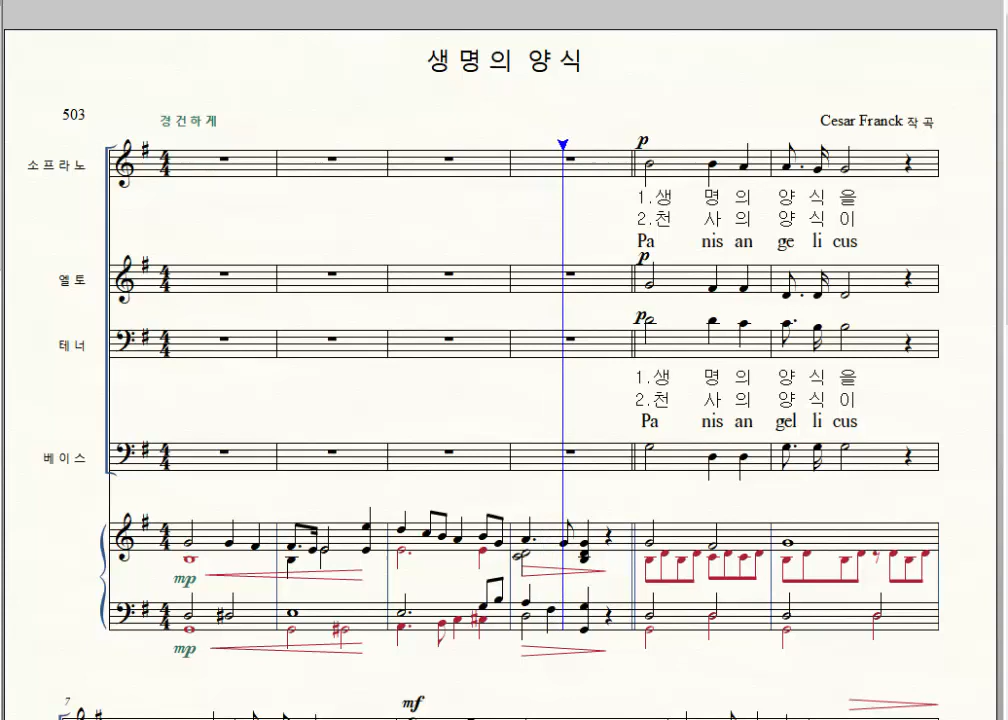 생명의 양식
503
경건하게
Cesar Franck 작곡
소프라노
p
1.생 명 의 양 식 을
2.천 사 의 양 식 이
Pa nis an ge li cus
엘토
p
테너
p
1.생 명 의 양 식 을
2.천 사 의 양 식 이
Pa nis an gel li cus
베이스
mp
mp
7
mf